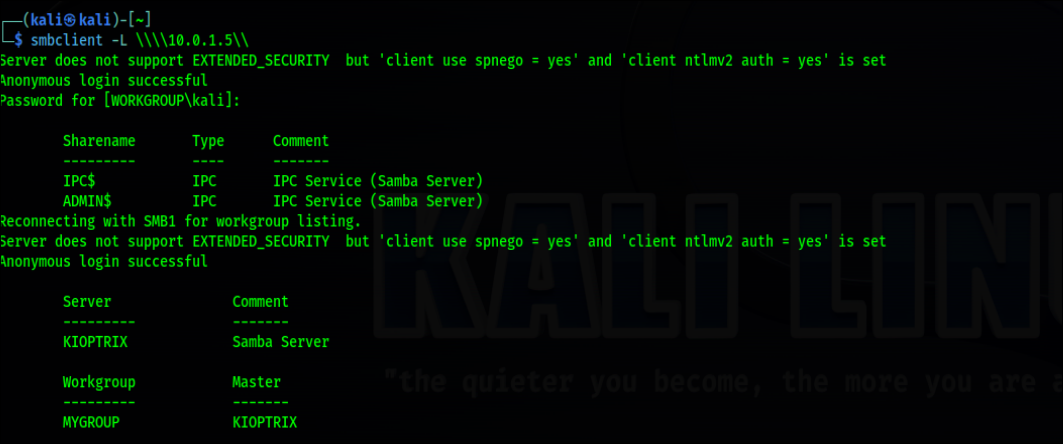 (kali㉿kali)-[~]
$ smbclient -L \\\\10.0.1.5\\
Server does not support EXTENDED_SECURITY  but 'client use spnego = yes' and 'client ntlmv2 auth = yes' is set
Anonymous login successful
Password for [WORKGROUP\kali]:
Sharename       Type      Comment
---------       ----      -------
IPC$            IPC       IPC Service (Samba Server)
ADMIN$          IPC       IPC Service (Samba Server)
Reconnecting with SMB1 for workgroup listing.
Server does not support EXTENDED_SECURITY  but 'client use spnego = yes' and 'client ntlmv2 auth = yes' is set
Anonymous login successful
Server               Comment
---------            -------
KIOPTRIX             Samba Server
Workgroup            Master
---------            -------
MYGROUP              KIOPTRIX
KALI LIN
"the quieter you become, the more you are a